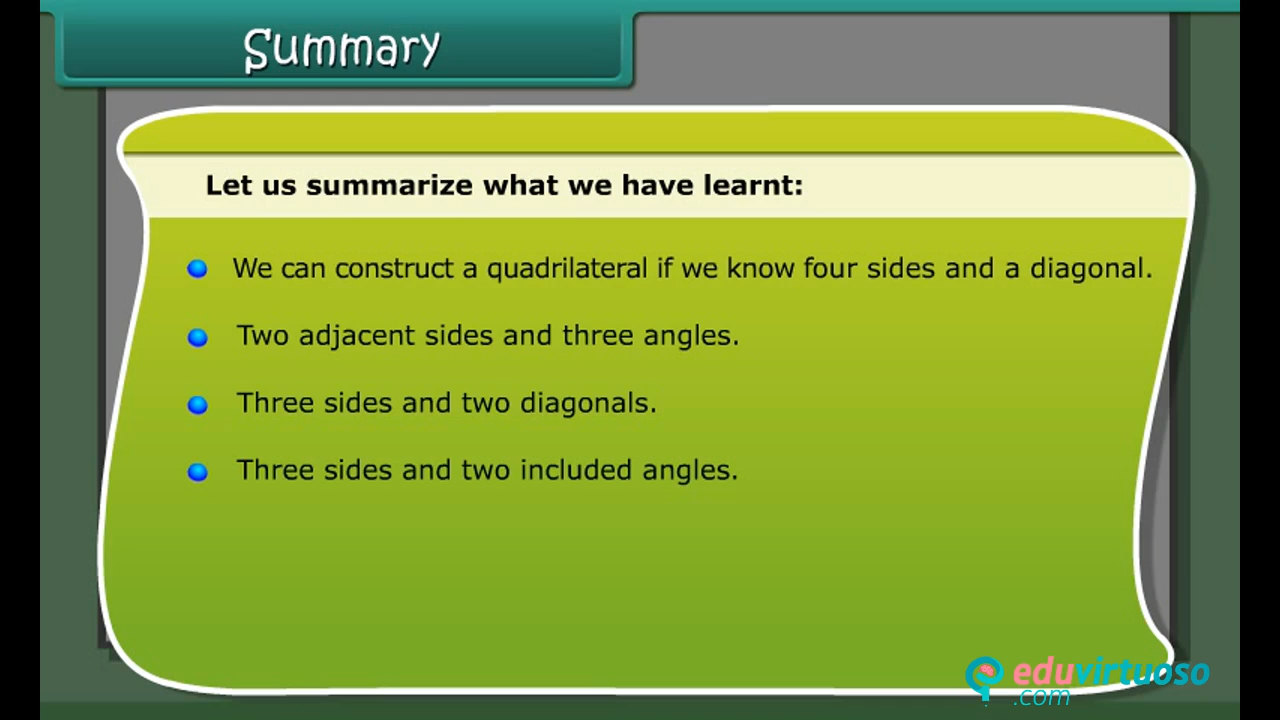 Summary
Let us summarize what we have learnt:
We can construct a quadrilateral if we know four sides and a diagonal.
Two adjacent sides and three angles.
Three sides and two diagonals.
Three sides and two included angles.
eduvirtuoso
.com